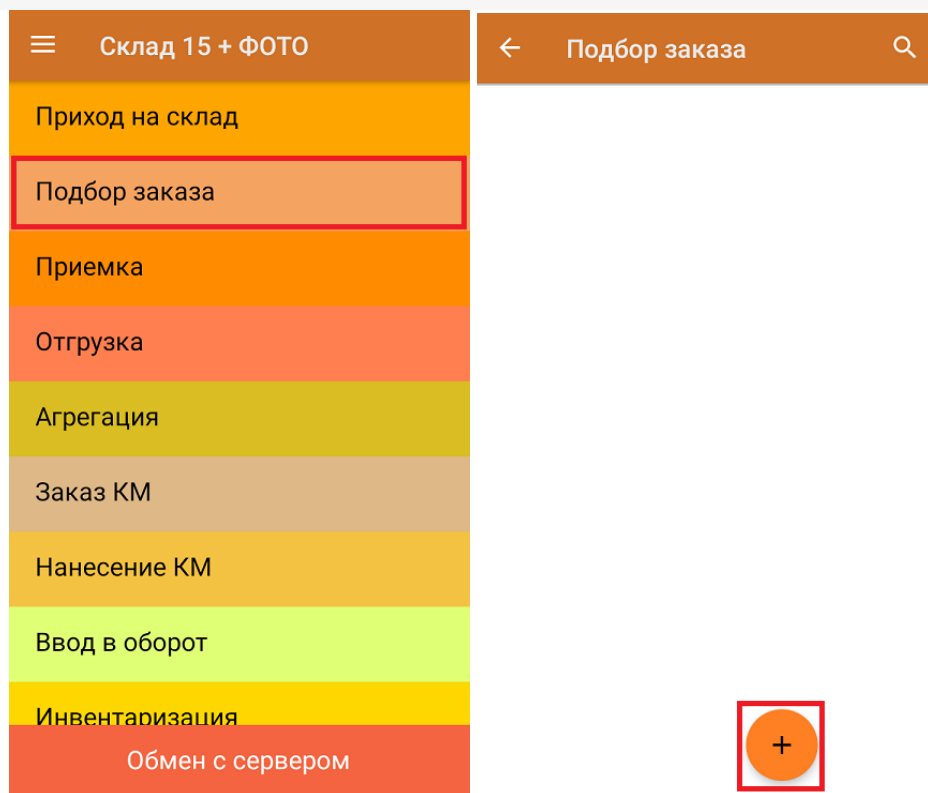 Склад 15 + ФОТО
Приход на склад
Подбор заказа
Приемка
Отгрузка
Агрегация
Заказ КМ
Нанесение КМ
Ввод в оборот
Инвентаризация
Обмен с сервером
Подбор заказа
+